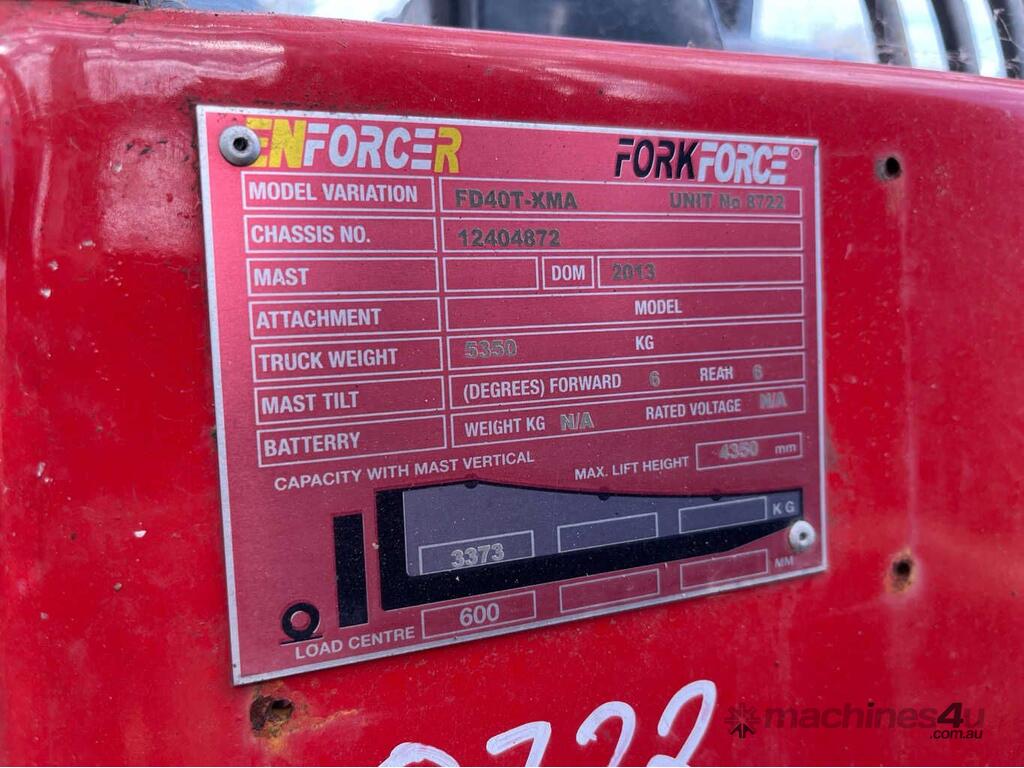 ENFORCER FORKFORCE®
MODEL VARIATION FD40T-XMA UNIT No 8722
CHASSIS NO. 12404872
MAST DOM 2013
ATTACHMENT MODEL
TRUCK WEIGHT 5350 KG
MAST TILT (DEGREES) FORWARD 6 REAR 6
BATTERRY WEIGHT KG N/A RATED VOLTAGE N/A
CAPACITY WITH MAST VERTICAL MAX. LIFT HEIGHT 4350 mm
3373 KG
LOAD CENTRE 600 MM
8722
machines4u
.com.au